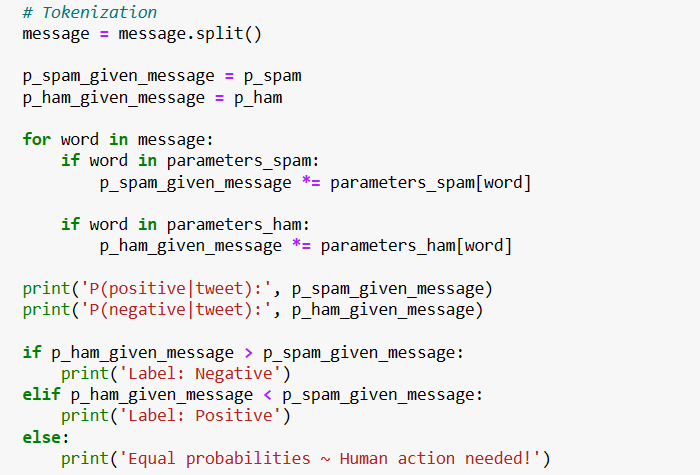 # Tokenization
message = message.split()
p_spam_given_message = p_spam
p_ham_given_message = p_ham
for word in message:
    if word in parameters_spam:
        p_spam_given_message *= parameters_spam[word]
    if word in parameters_ham:
        p_ham_given_message *= parameters_ham[word]
print('P(positive|tweet):', p_spam_given_message)
print('P(negative|tweet):', p_ham_given_message)
if p_ham_given_message > p_spam_given_message:
    print('Label: Negative')
elif p_ham_given_message < p_spam_given_message:
    print('Label: Positive')
else:
    print('Equal probabilities ~ Human action needed!')